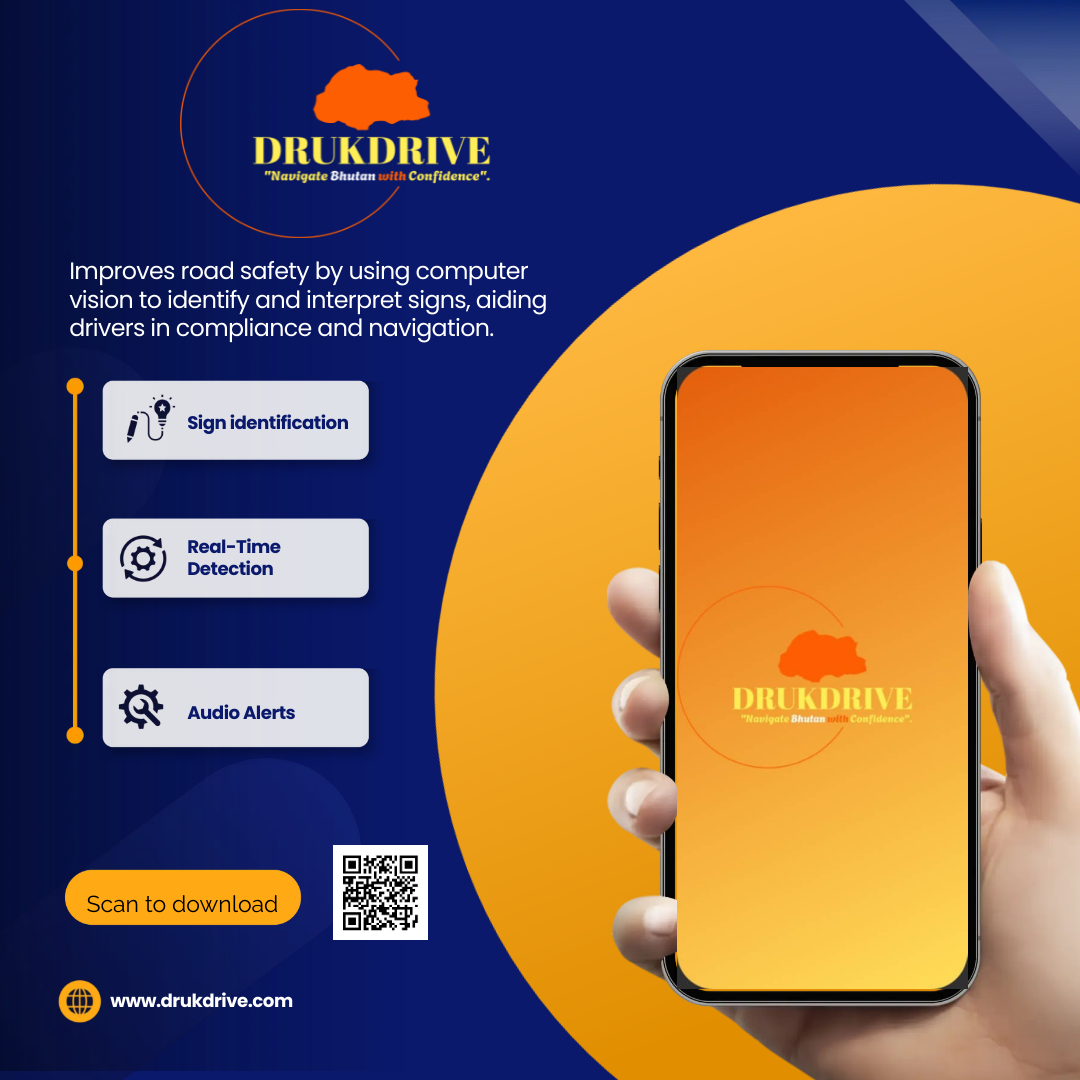 DRUKDRIVE
"Navigate Bhutan with Confidence".
Improves road safety by using computer
vision to identify and interpret signs, aiding
drivers in compliance and navigation.
Sign identification
Real-Time
Detection
Audio Alerts
DRUKDRIVE
"Navigate Bhutan with Confidence".
Scan to download
www.drukdrive.com